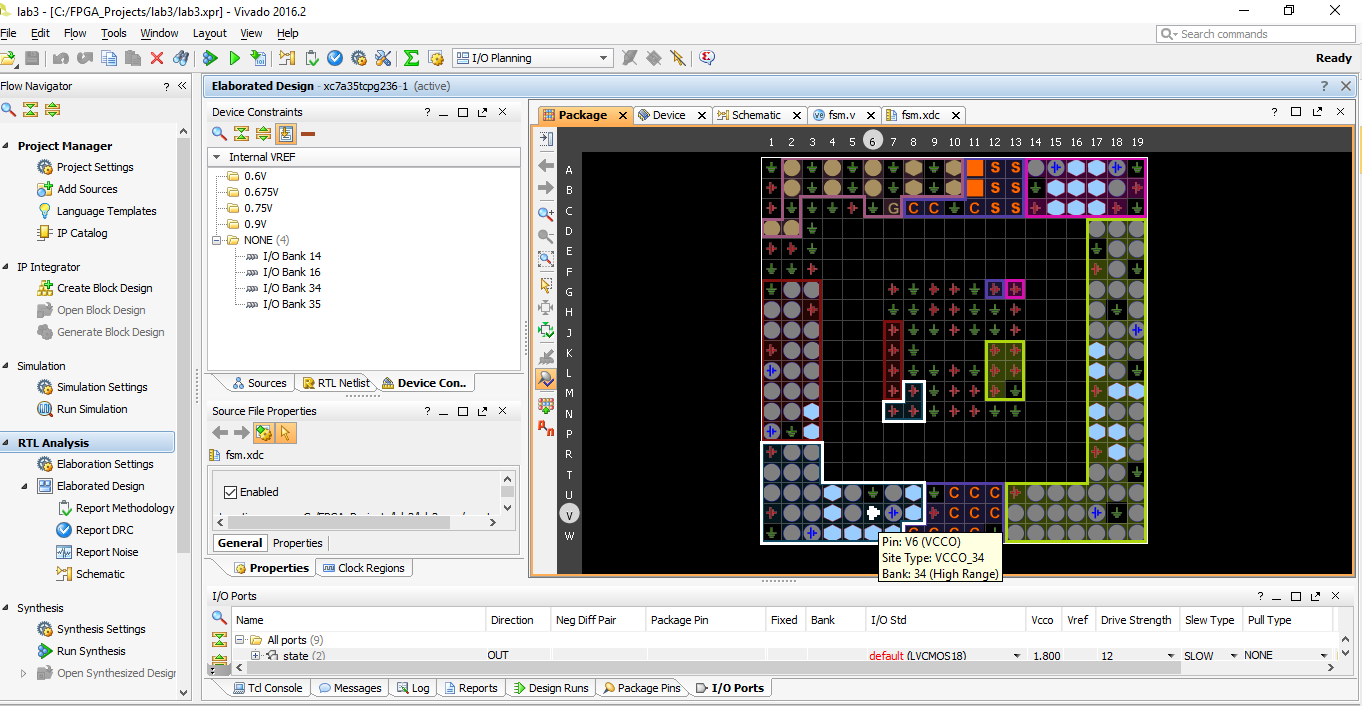 lab3 - [C:/FPGA_Projects/lab3/lab3.xpr] - Vivado 2016.2
File Edit Flow Tools Window Layout View Help
Search commands
I/O Planning
Ready
Flow Navigator
Elaborated Design - xc7a35tcpg236-1 (active)
Project Manager
Project Settings
Add Sources
Language Templates
IP Catalog
IP Integrator
Create Block Design
Open Block Design
Generate Block Design
Simulation
Simulation Settings
Run Simulation
RTL Analysis
Elaboration Settings
Elaborated Design
Report Methodology
Report DRC
Report Noise
Schematic
Synthesis
Synthesis Settings
Run Synthesis
Open Synthesized Design
Device Constraints
Internal VREF
0.6V
0.675V
0.75V
0.9V
NONE (4)
I/O Bank 14
I/O Bank 16
I/O Bank 34
I/O Bank 35
Sources RTL Netlist Device Con..
Source File Properties
fsm.xdc
Enabled
General Properties
Properties Clock Regions
Package Device Schematic fsm.v fsm.xdc
1 2 3 4 5 6 7 8 9 10 11 12 13 14 15 16 17 18 19
A S S
B S S
C G C C C S S
D
E
F
G
H
J
K
L
M
N
P
R
T
U C C C
V C C C
W
Pin: V6 (VCCO)
Site Type: VCCO_34
Bank: 34 (High Range)
I/O Ports
Name Direction Neg Diff Pair Package Pin Fixed Bank I/O Std Vcco Vref Drive Strength Slew Type Pull Type
All ports (9)
state (2) OUT default (LVCMOS18) 1.800 12 SLOW NONE
Tcl Console Messages Log Reports Design Runs Package Pins I/O Ports